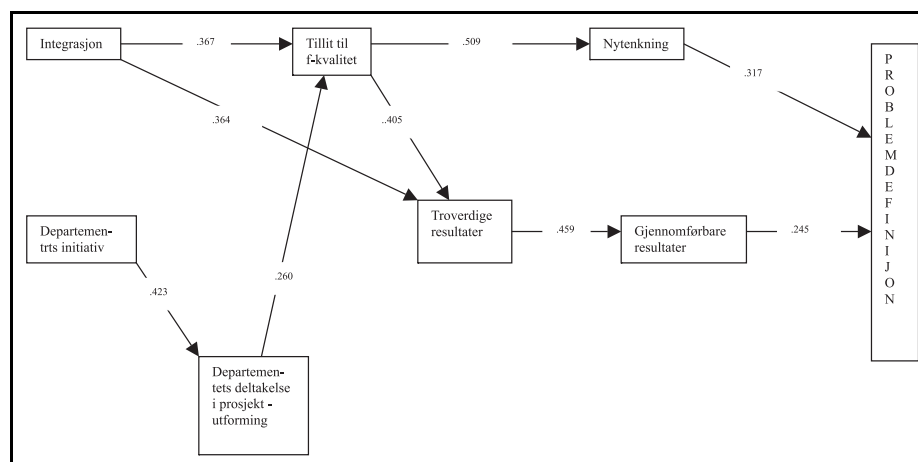 Integrasjon
.367
Tillit til
f-kvalitet
.509
Nytenkning
.317
.364
..405
Departemen-
trts initiativ
Troverdige
resultater
.459
Gjennomførbare
resultater
.245
.423
.260
Departemen-
tets deltakelse
i prosjekt -
utforming
P
R
O
B
L
E
M
D
E
F
I
N
I
J
O
N